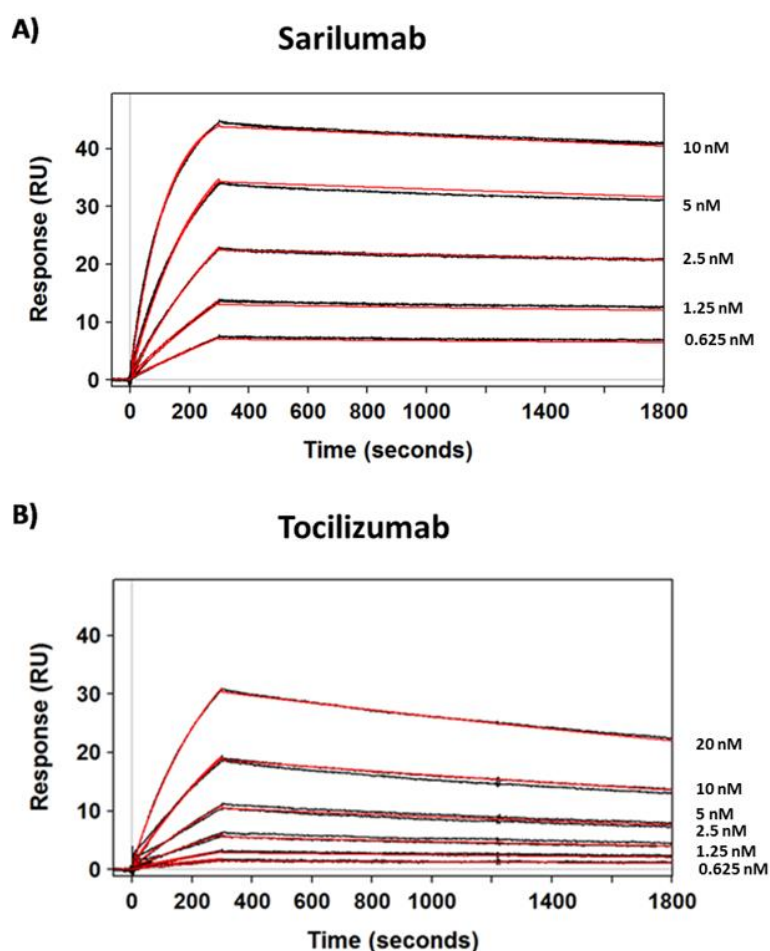 A)
Sarilumab
Response (RU)
40
30
20
10
0
10 nM
5 nM
2.5 nM
1.25 nM
0.625 nM
0 200 400 600 800 1000 1400 1800
Time (seconds)
B)
Tocilizumab
Response (RU)
40
30
20
10
0
20 nM
10 nM
5 nM
2.5 nM
1.25 nM
0.625 nM
0 200 400 600 800 1000 1400 1800
Time (seconds)